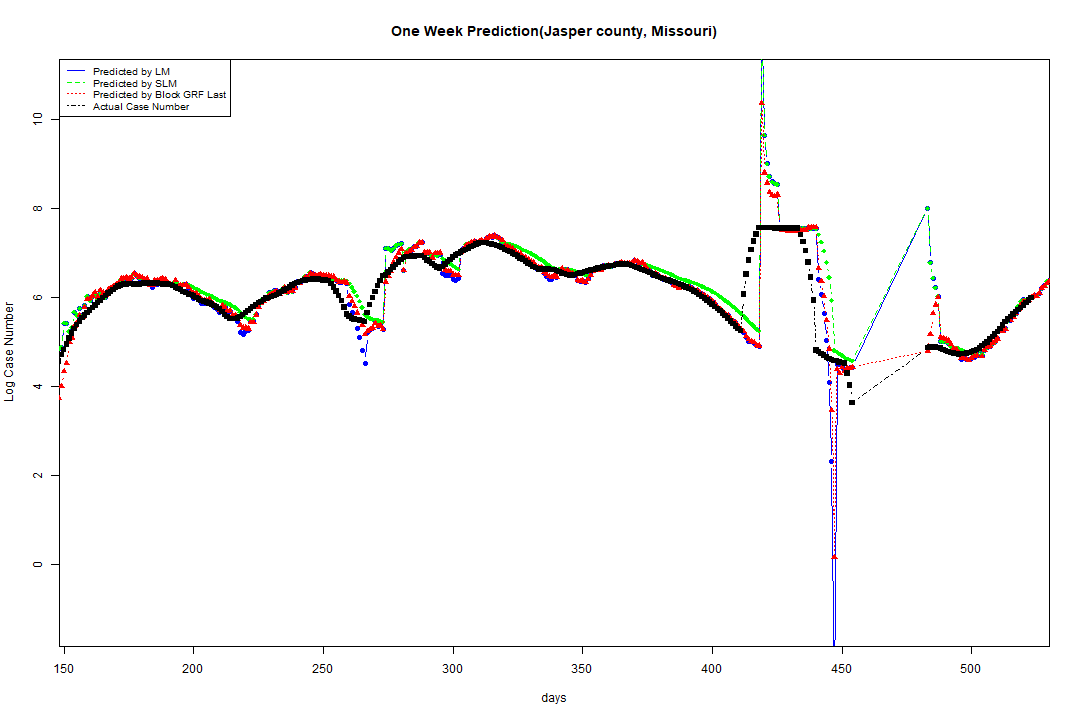 One Week Prediction(Jasper county, Missouri)
Predicted by LM
Predicted by SLM
Predicted by Block GRF Last
Actual Case Number
Log Case Number
10
8
6
4
2
0
150 200 250 300 350 400 450 500
days